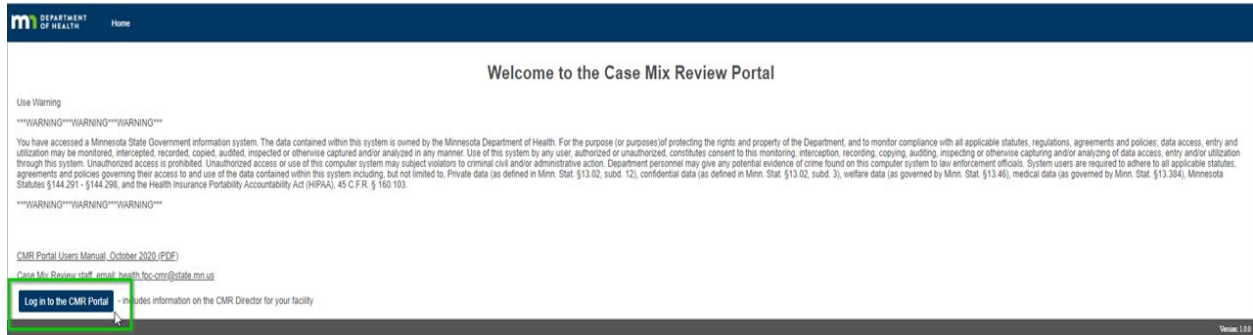 DEPARTMENT
OF HEALTH
Home
Welcome to the Case Mix Review Portal
Use Warning
***WARNING***WARNING***WARNING***
You have accessed a Minnesota State Government information system. The data contained within this system is owned by the Minnesota Department of Health. For the purpose (or purposes)of protecting the rights and property of the Department, and to monitor compliance with all applicable statutes, regulations, agreements and policies; data access, entry and
utilization may be monitored, intercepted, recorded, copied, audited, inspected or otherwise captured and/or analyzed in any manner. Use of this system by any user, authorized or unauthorized, constitutes consent to this monitoring, interception, recording, copying, auditing, inspecting or otherwise capturing and/or analyzing of data access, entry and/or utilization
through this system. Unauthorized access is prohibited. Unauthorized access or use of this computer system may subject violators to criminal civil and/or administrative action. Department personnel may give any potential evidence of crime found on this computer system to law enforcement officials. System users are required to adhere to all applicable statutes,
agreements and policies governing their access to and use of the data contained within this system including, but not limited to, Private data (as defined in Minn. Stat. §13.02, subd. 12), confidential data (as defined in Minn. Stat. §13.02, subd. 3), welfare data (as governed by Minn. Stat. §13.46), medical data (as governed by Minn. Stat. §13.384), Minnesota
Statutes §144.291 - §144.298, and the Health Insurance Portability Accountability Act (HIPAA), 45 C.F.R. § 160.103.
***WARNING***WARNING***WARNING***
CMR Portal Users Manual, October 2020 (PDF)
Case Mix Review staff, email: health.fpc-cmr@state.mn.us
Log in to the CMR Portal - includes information on the CMR Director for your facility
Version: 1.0.0